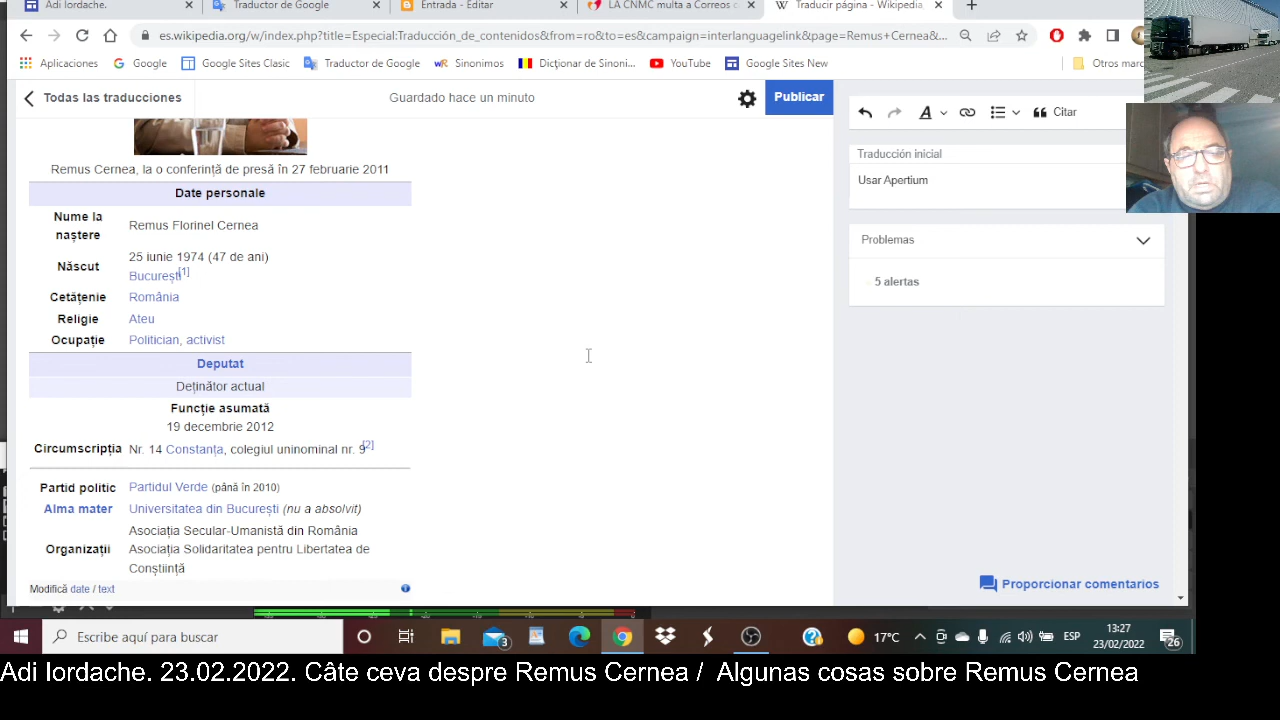 Adi Iordache.
Traductor de Google
Entrada - Editar
LA CNMC multa a Correos c
Traducir página - Wikipedia,
es.wikipedia.org/w/index.php?title=Especial:Traducción_de_contenidos&from=ro&to=es&campaign=interlanguagelink&page=Remus+Cernea&...
Aplicaciones
Google
Google Sites Clasic
Traductor de Google
Sinonimos
Dicționar de Sinoni...
YouTube
Google Sites New
Otros marc
Todas las traducciones
Guardado hace un minuto
Publicar
Citar
Traducción inicial
Usar Apertium
Problemas
5 alertas
Proporcionar comentarios
Remus Cernea, la o conferință de presă în 27 februarie 2011
Date personale
Nume la naștere Remus Florinel Cernea
Născut 25 iunie 1974 (47 de ani)
București[1]
Cetățenie România
Religie Ateu
Ocupație Politician, activist
Deputat
Deținător actual
Funcție asumată
19 decembrie 2012
Circumscripția Nr. 14 Constanța, colegiul uninominal nr. 9[2]
Partid politic Partidul Verde (până în 2010)
Alma mater Universitatea din București (nu a absolvit)
Organizații Asociația Secular-Umanistă din România
Asociația Solidaritatea pentru Libertatea de
Conștiință
Modifică date / text
Escribe aquí para buscar
3
17°C
ESP
13:27
23/02/2022
26
Adi Iordache. 23.02.2022. Câte ceva despre Remus Cernea / Algunas cosas sobre Remus Cernea